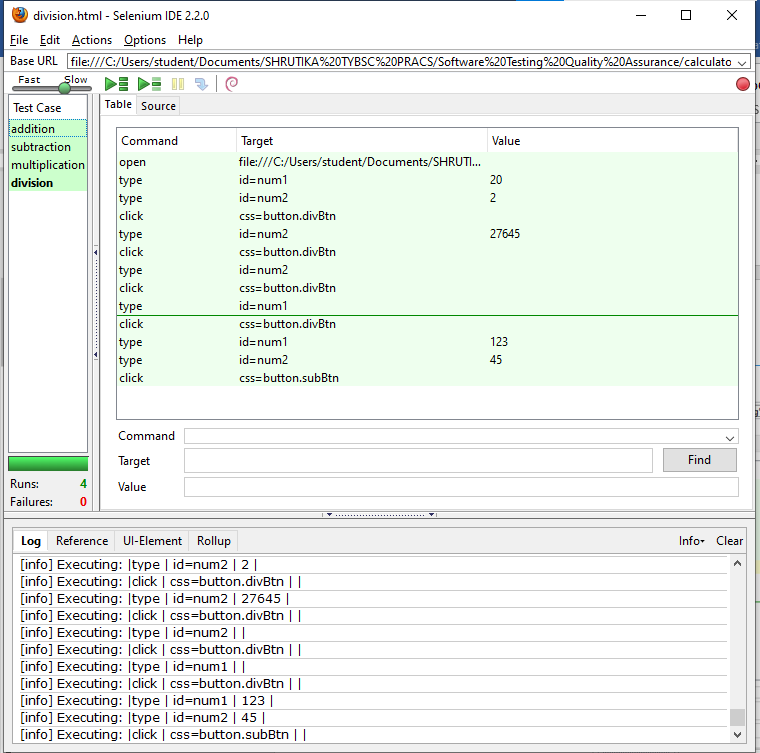 division.html - Selenium IDE 2.2.0
File Edit Actions Options Help
Base URL file:///C:/Users/student/Documents/SHRUTIKA%20TYBSC%20PRACS/Software%20Testing%20Quality%20Assurance/calculato
Fast Slow
Test Case
addition
subtraction
multiplication
division
Runs: 4
Failures: 0
Table Source
Command Target Value
open file:///C:/Users/student/Documents/SHRUTI...
type id=num1 20
type id=num2 2
click css=button.divBtn
type id=num2 27645
click css=button.divBtn
type id=num2
click css=button.divBtn
type id=num1
click css=button.divBtn
type id=num1 123
type id=num2 45
click css=button.subBtn
Command
Target Find
Value
Log Reference UI-Element Rollup Info Clear
[info] Executing: |type | id=num2 | 2 |
[info] Executing: |click | css=button.divBtn | |
[info] Executing: |type | id=num2 | 27645 |
[info] Executing: |click | css=button.divBtn | |
[info] Executing: |type | id=num2 | |
[info] Executing: |click | css=button.divBtn | |
[info] Executing: |type | id=num1 | |
[info] Executing: |click | css=button.divBtn | |
[info] Executing: |type | id=num1 | 123 |
[info] Executing: |type | id=num2 | 45 |
[info] Executing: |click | css=button.subBtn | |